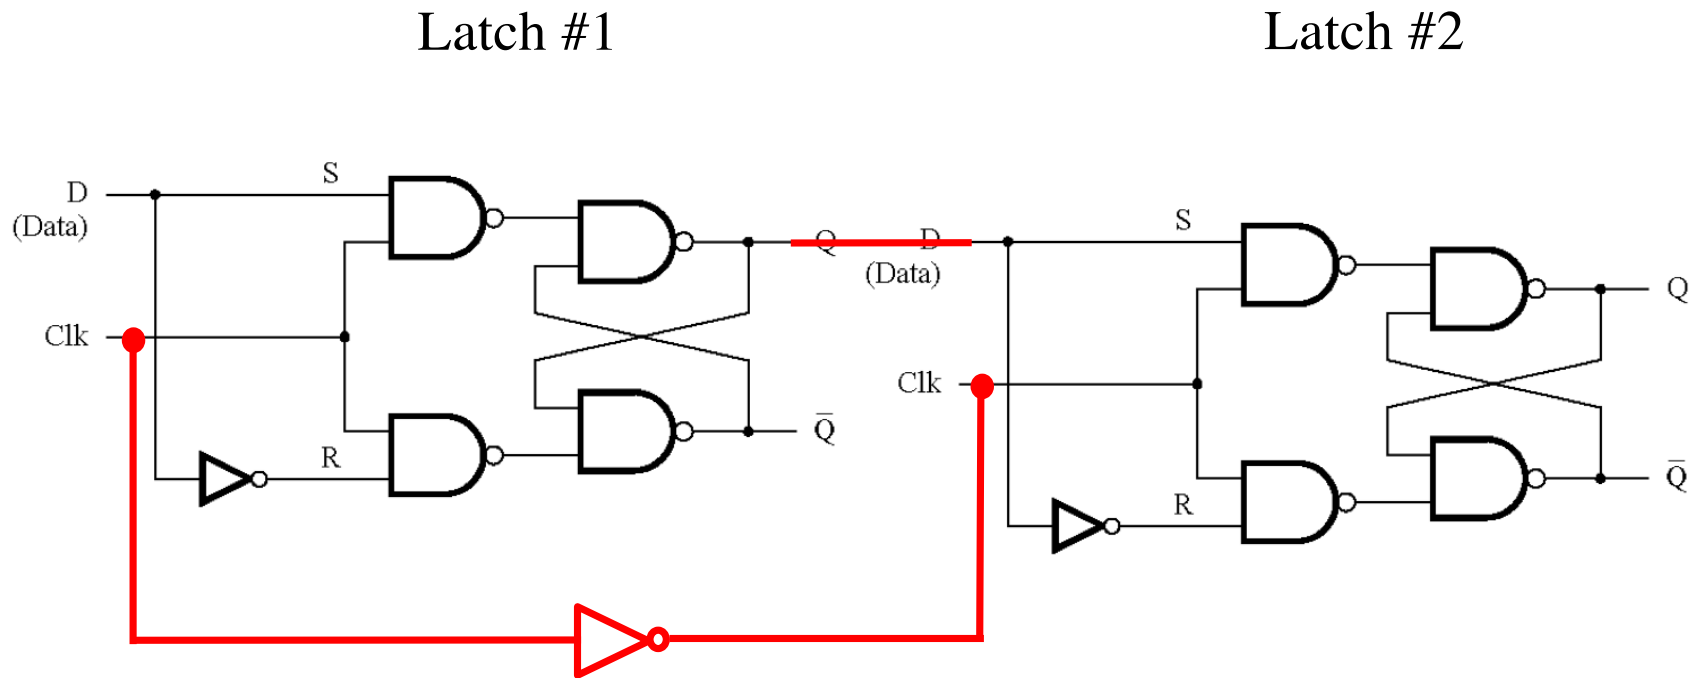 Latch #1
Latch #2
D
(Data)
S
Clk
R
Q
Q̅
D
(Data)
S
Clk
R
Q
Q̅